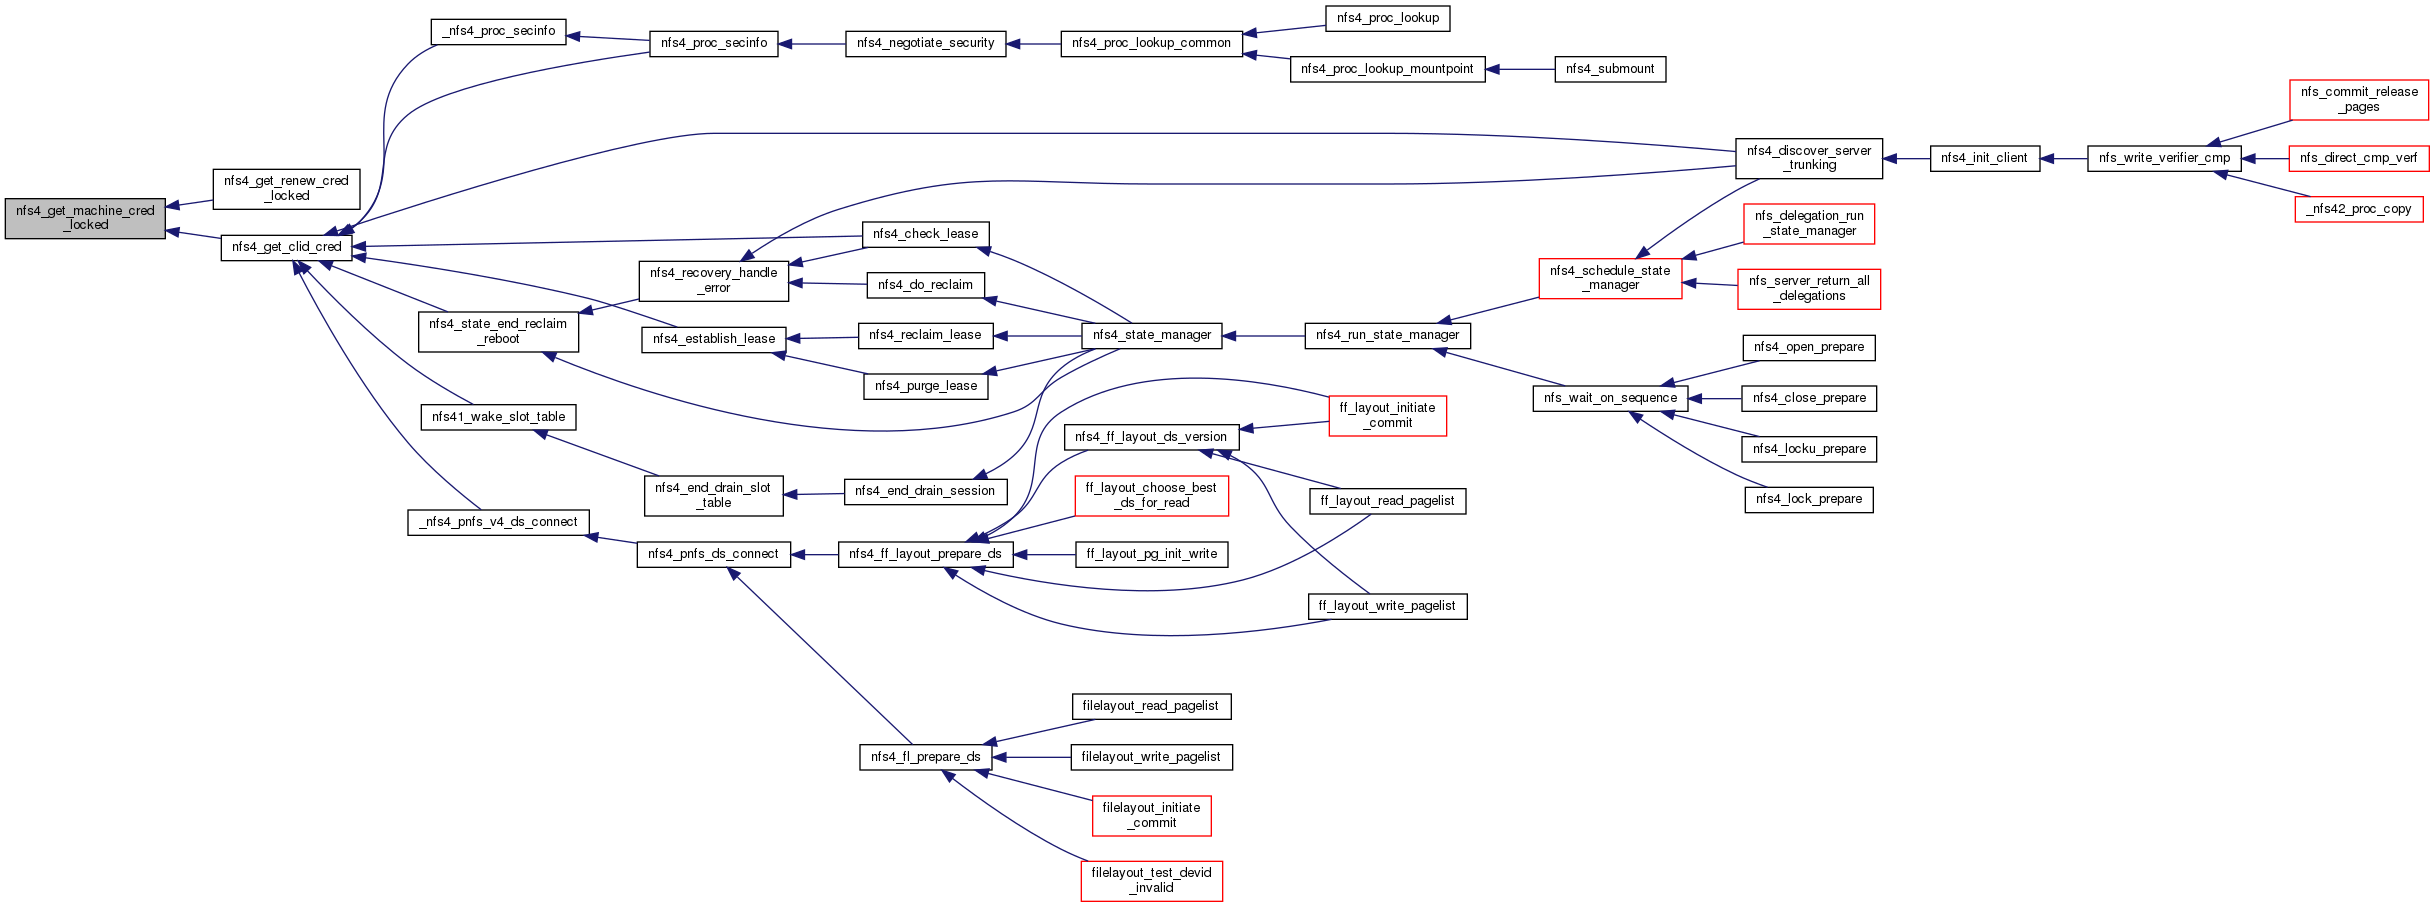 nfs4_get_machine_cred
_locked
nfs4_get_renew_cred
_locked
nfs4_get_clid_cred
_nfs4_proc_secinfo
nfs4_proc_secinfo
nfs4_negotiate_security
nfs4_proc_lookup_common
nfs4_proc_lookup
nfs4_proc_lookup_mountpoint
nfs4_submount
nfs4_discover_server
_trunking
nfs4_init_client
nfs_write_verifier_cmp
nfs_commit_release
_pages
nfs_direct_cmp_verf
_nfs42_proc_copy
nfs4_check_lease
nfs4_recovery_handle
_error
nfs4_do_reclaim
nfs4_state_end_reclaim
_reboot
nfs4_establish_lease
nfs4_reclaim_lease
nfs4_purge_lease
nfs4_state_manager
nfs4_run_state_manager
nfs4_schedule_state
_manager
nfs_delegation_run
_state_manager
nfs_server_return_all
_delegations
nfs_wait_on_sequence
nfs4_open_prepare
nfs4_close_prepare
nfs4_locku_prepare
nfs4_lock_prepare
nfs41_wake_slot_table
nfs4_end_drain_slot
_table
nfs4_end_drain_session
_nfs4_pnfs_v4_ds_connect
nfs4_pnfs_ds_connect
nfs4_ff_layout_prepare_ds
nfs4_ff_layout_ds_version
ff_layout_initiate
_commit
ff_layout_choose_best
_ds_for_read
ff_layout_read_pagelist
ff_layout_pg_init_write
ff_layout_write_pagelist
nfs4_fl_prepare_ds
filelayout_read_pagelist
filelayout_write_pagelist
filelayout_initiate
_commit
filelayout_test_devid
_invalid